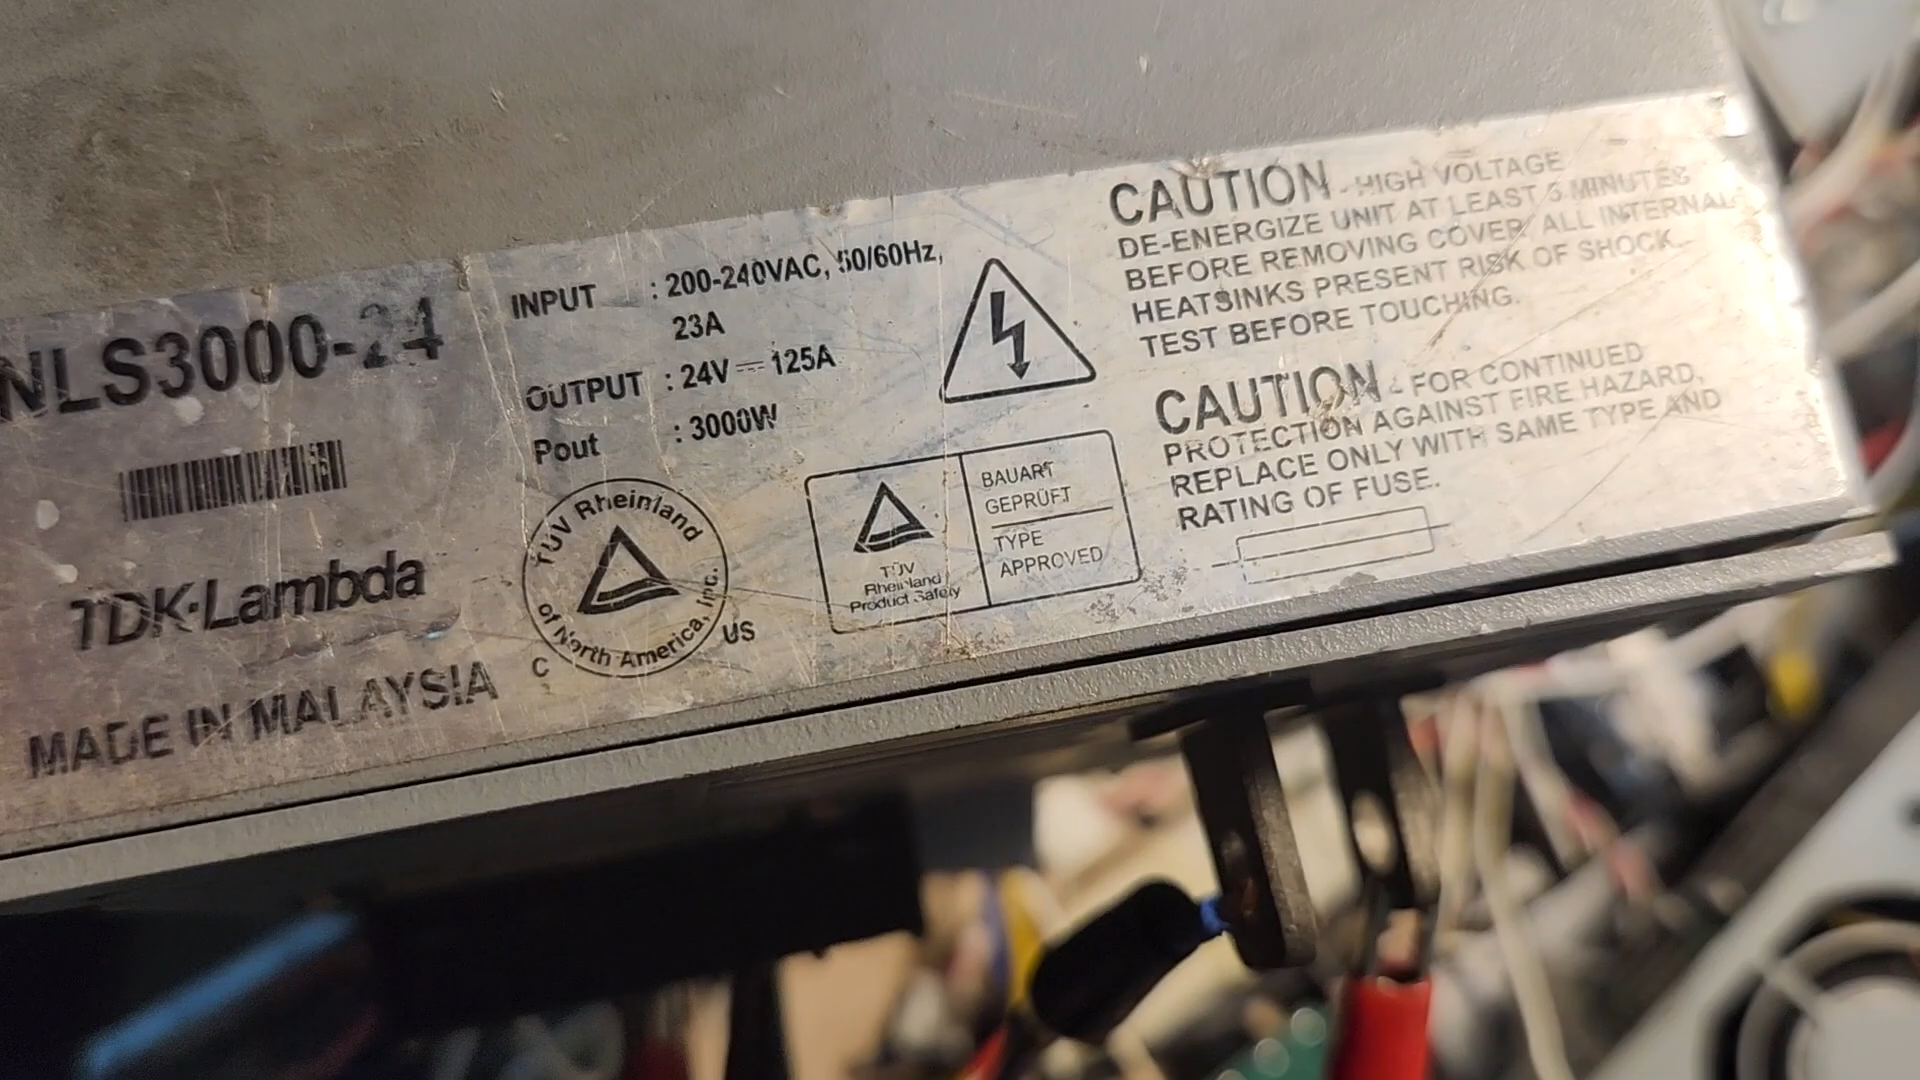 NLS3000-24
TDK·Lambda
MADE IN MALAYSIA
INPUT : 200-240VAC, 50/60Hz,
23A
OUTPUT : 24V ⎓ 125A
Pout : 3000W
TÜV Rheinland
of North America, Inc.
C US
TÜV
Rheinland
Product Safety
BAUART
GEPRÜFT
TYPE
APPROVED
CAUTION - HIGH VOLTAGE
DE-ENERGIZE UNIT AT LEAST 5 MINUTES
BEFORE REMOVING COVER, ALL INTERNAL
HEATSINKS PRESENT RISK OF SHOCK.
TEST BEFORE TOUCHING.
CAUTION - FOR CONTINUED
PROTECTION AGAINST FIRE HAZARD,
REPLACE ONLY WITH SAME TYPE AND
RATING OF FUSE.